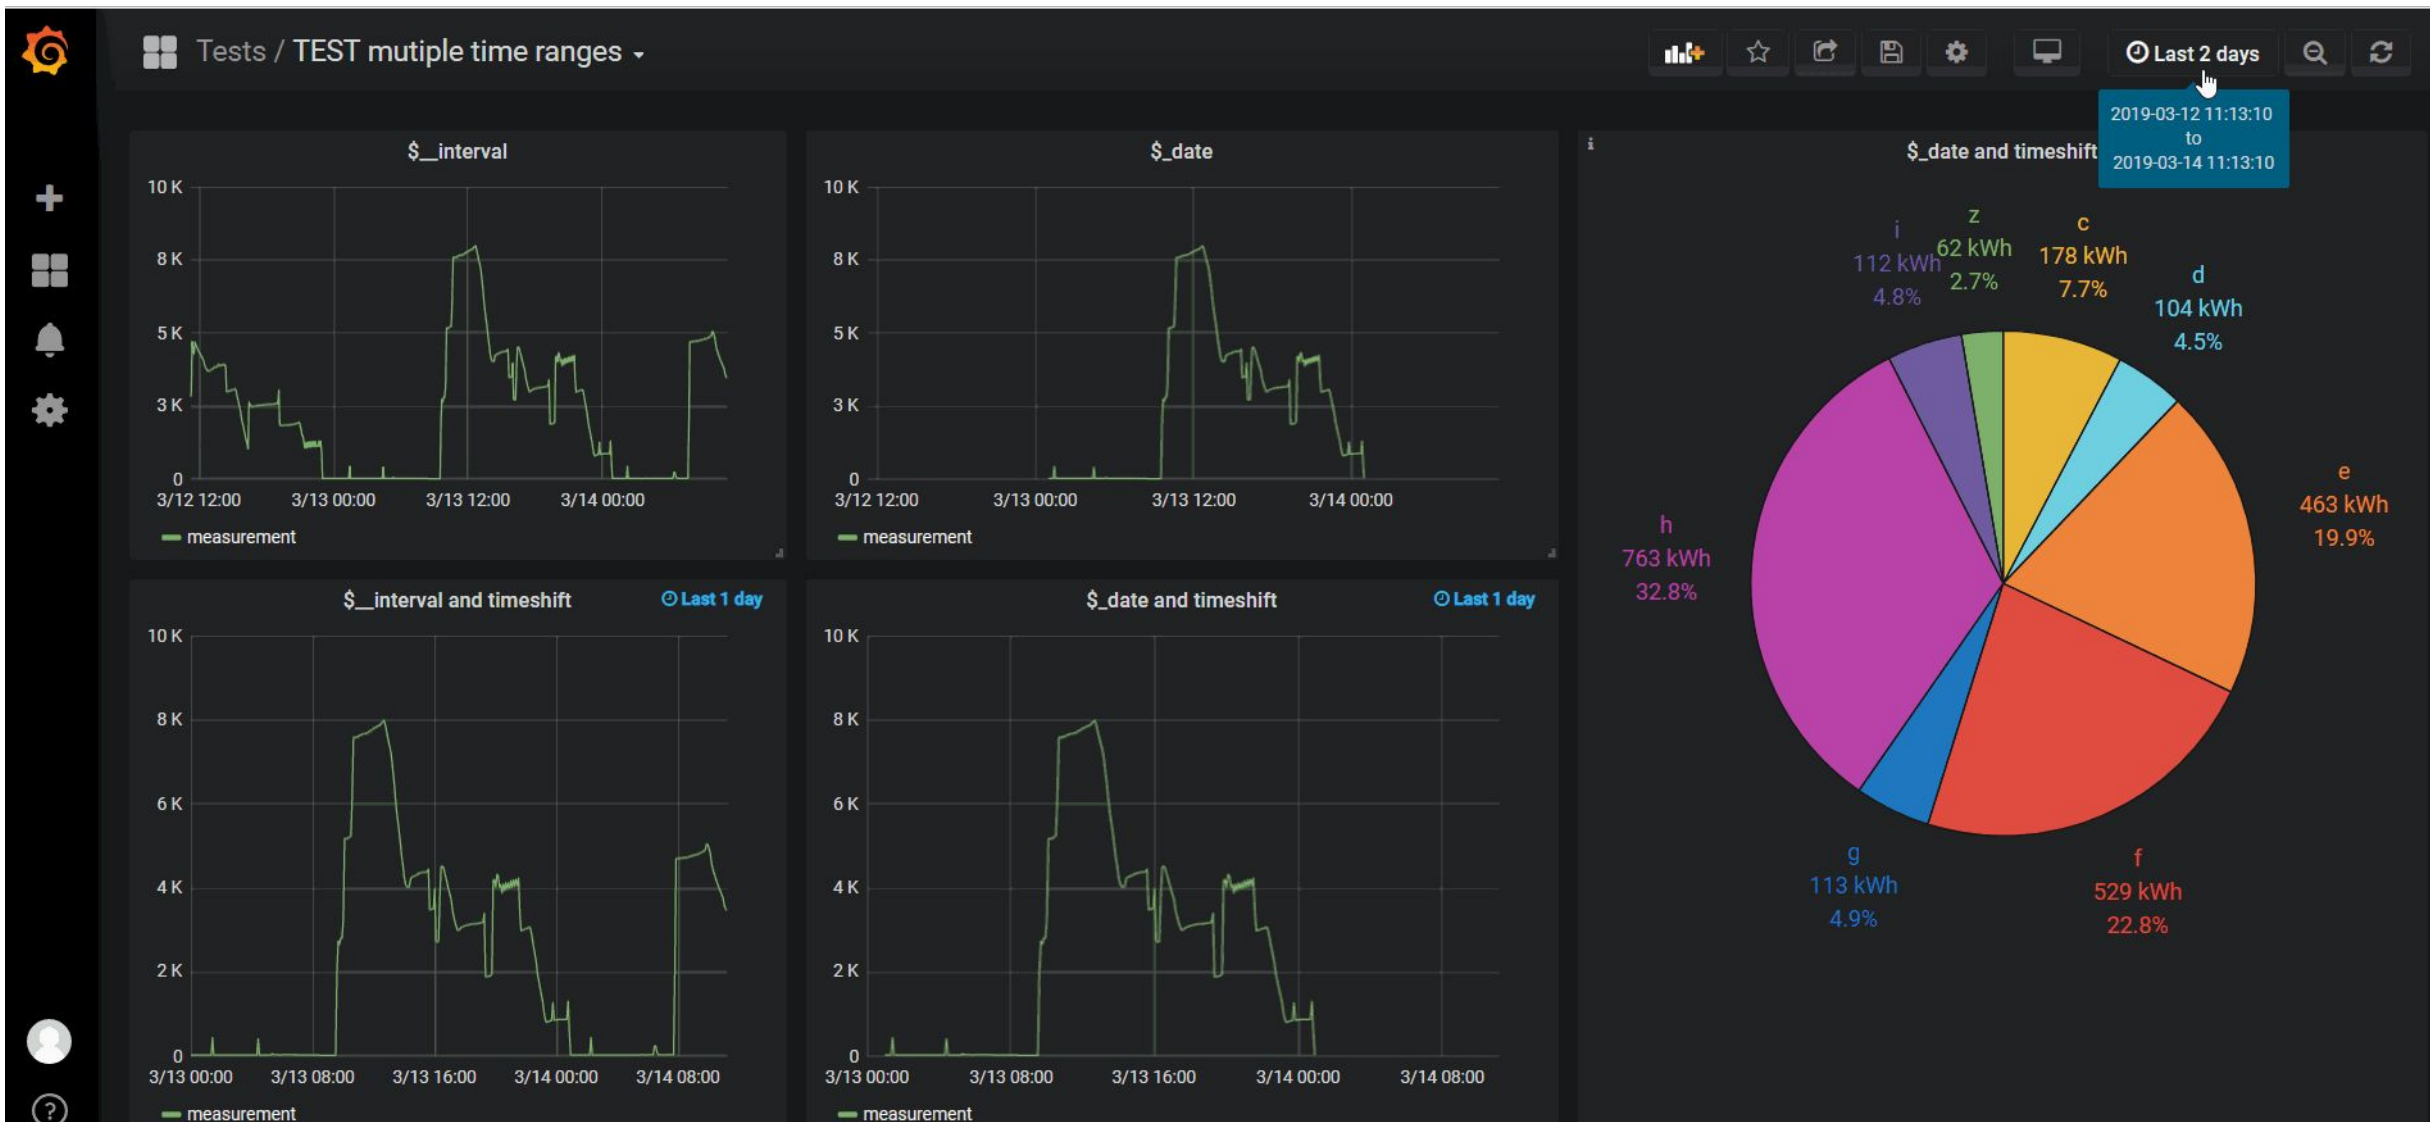 Tests / TEST mutiple time ranges
Last 2 days
2019-03-12 11:13:10
to
2019-03-14 11:13:10
$__interval
10 K
8 K
5 K
3 K
0
3/12 12:00
3/13 00:00
3/13 12:00
3/14 00:00
measurement
$_date
10 K
8 K
5 K
3 K
0
3/12 12:00
3/13 00:00
3/13 12:00
3/14 00:00
measurement
i
$_date and timeshift
i
112 kWh
4.8%
z
62 kWh
2.7%
c
178 kWh
7.7%
d
104 kWh
4.5%
e
463 kWh
19.9%
h
763 kWh
32.8%
g
113 kWh
4.9%
f
529 kWh
22.8%
$__interval and timeshift
Last 1 day
10 K
8 K
6 K
4 K
2 K
0
3/13 00:00
3/13 08:00
3/13 16:00
3/14 00:00
3/14 08:00
measurement
$_date and timeshift
Last 1 day
10 K
8 K
6 K
4 K
2 K
0
3/13 00:00
3/13 08:00
3/13 16:00
3/14 00:00
3/14 08:00
measurement
?